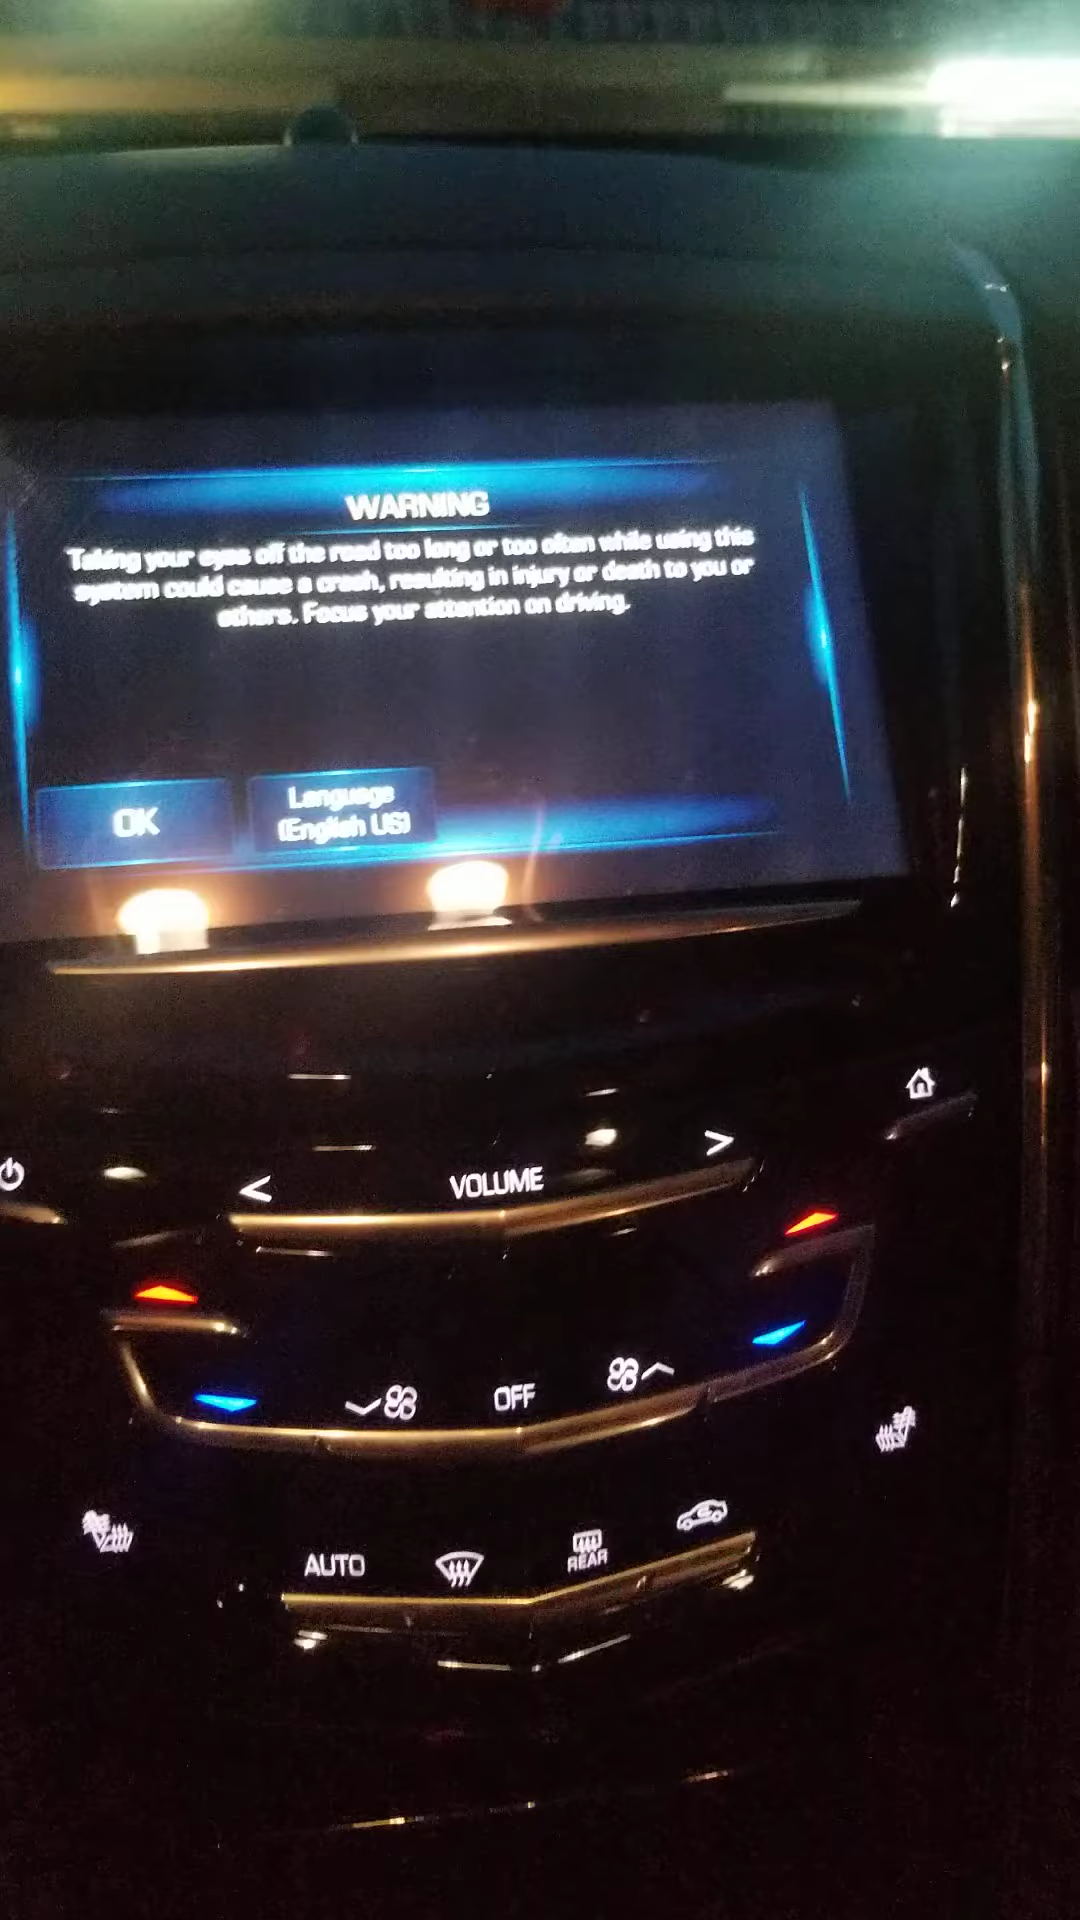 WARNING
Taking your eyes off the road too long or too often while using this
system could cause a crash, resulting in injury or death to you or
others. Focus your attention on driving.
OK
Language
(English US)
<
VOLUME
>
OFF
AUTO
REAR